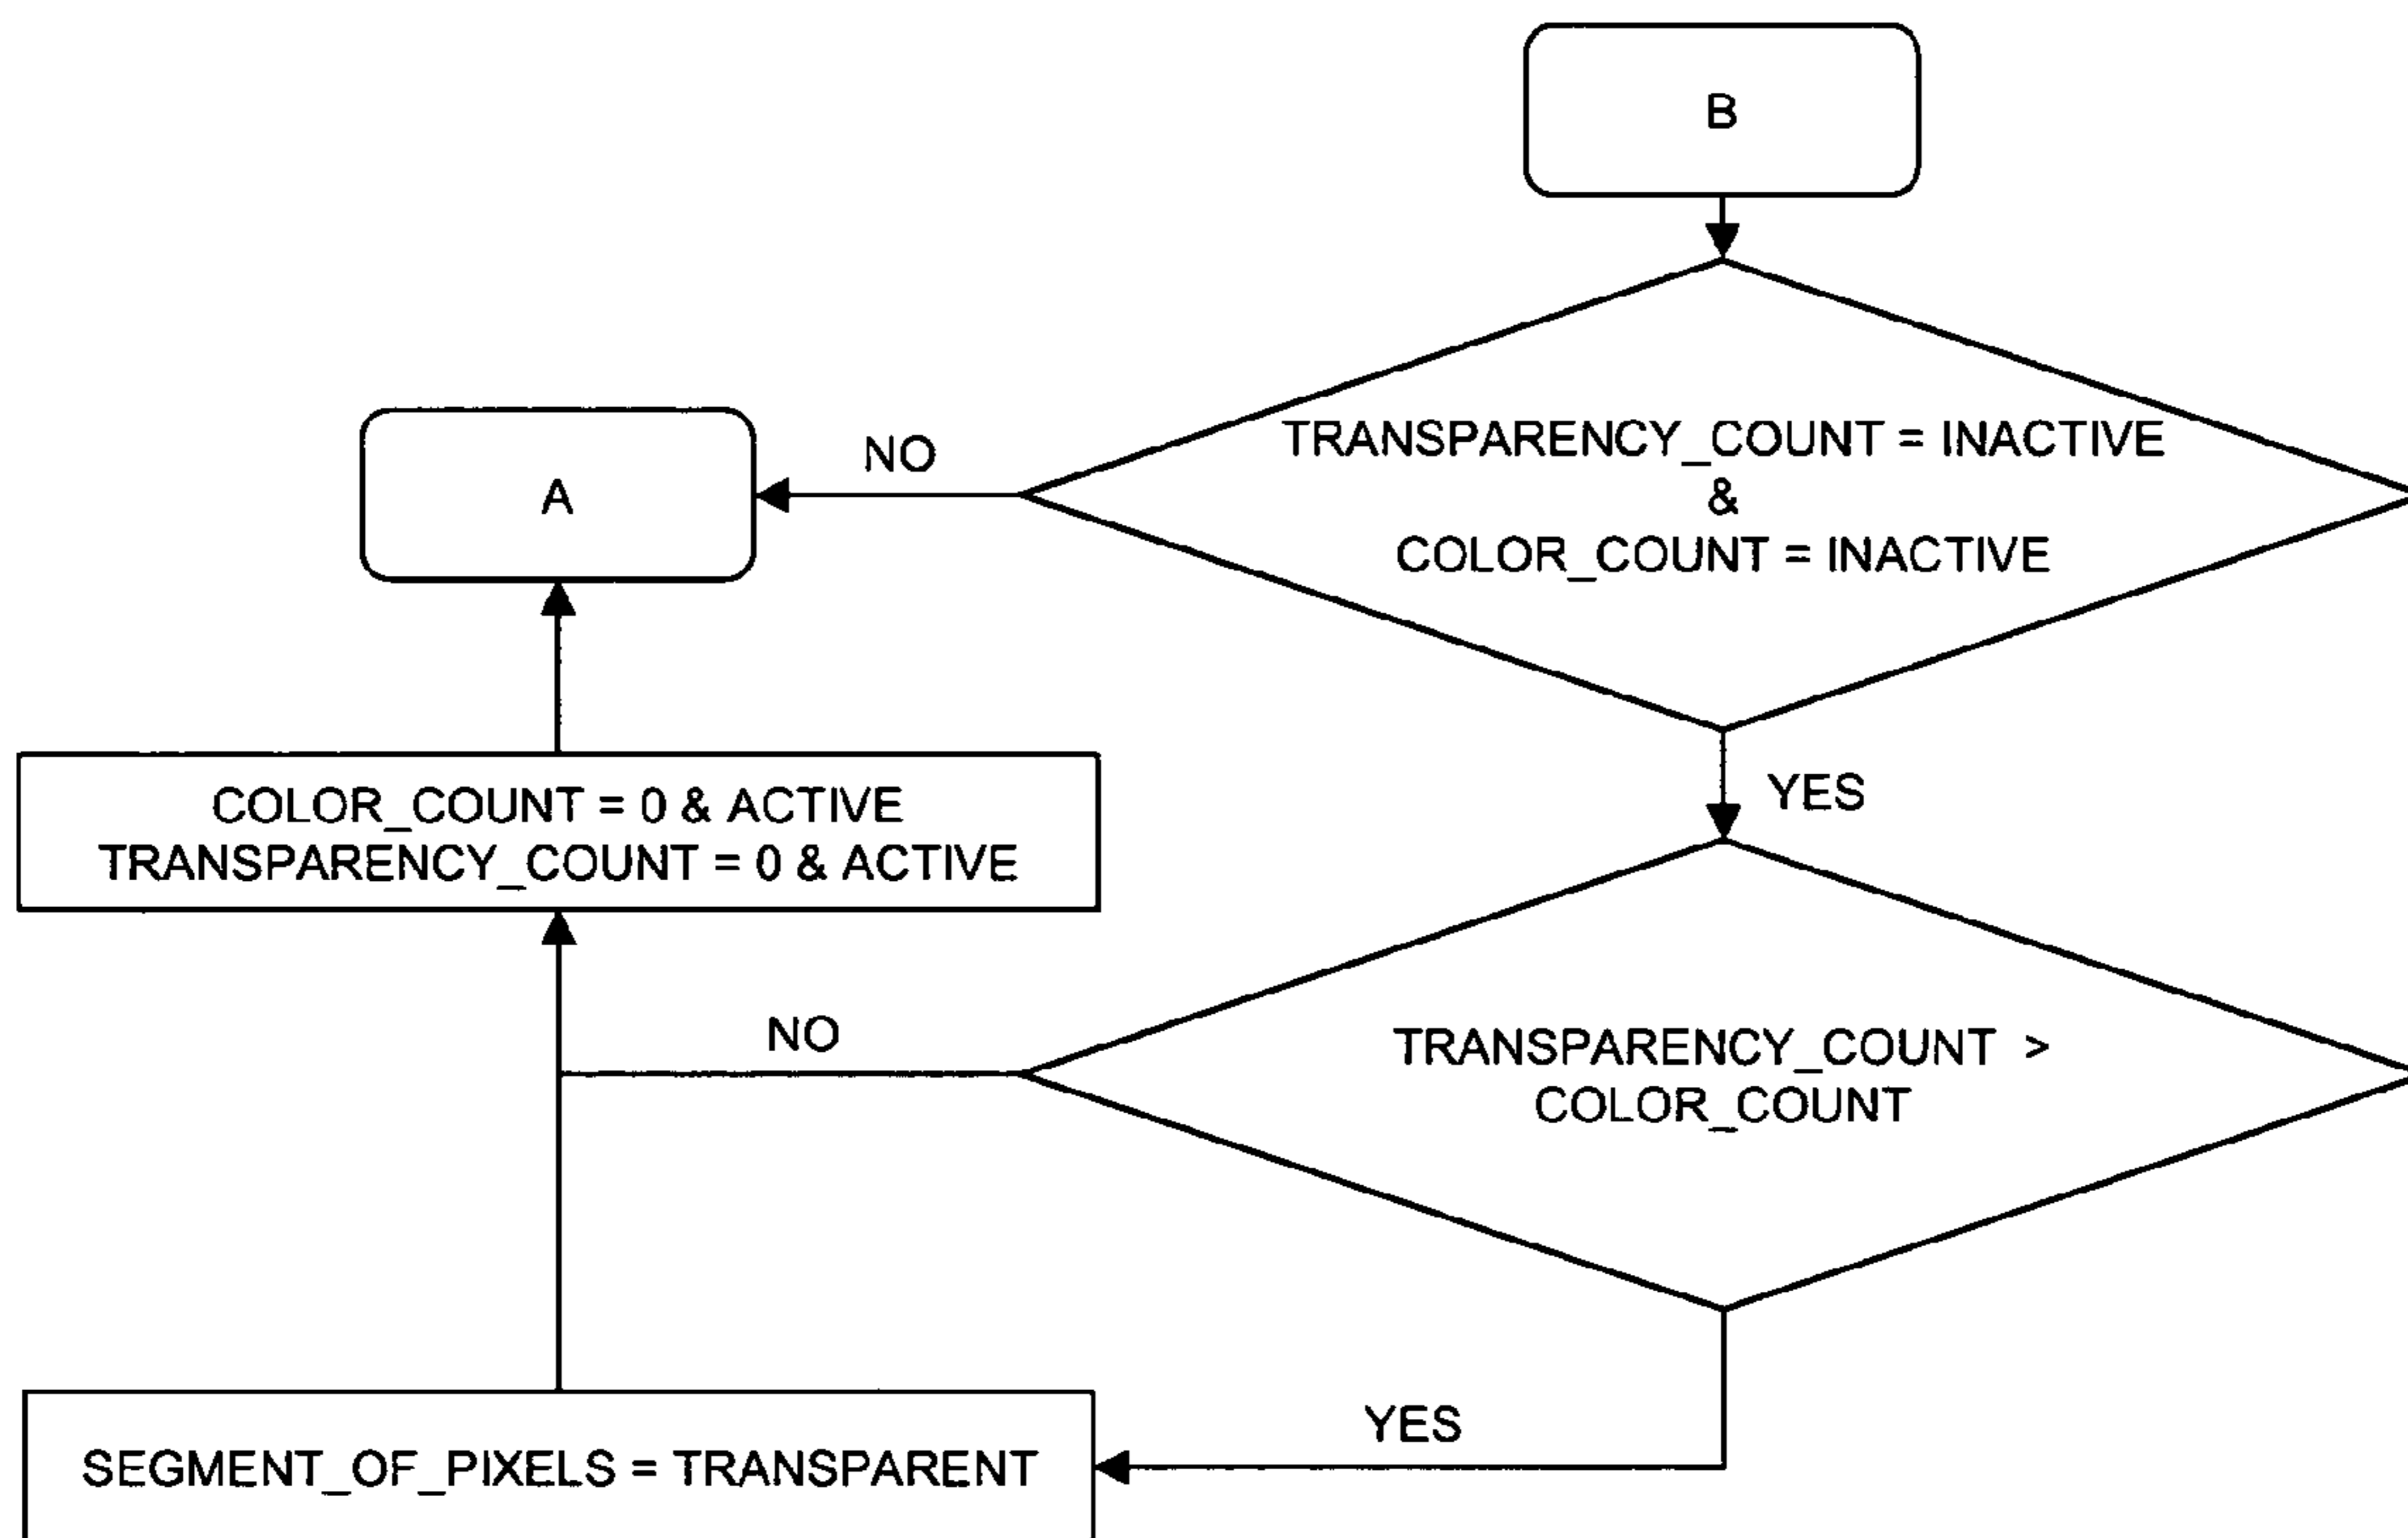 B
TRANSPARENCY_COUNT = INACTIVE
&
COLOR_COUNT = INACTIVE
NO
A
YES
COLOR_COUNT = 0 & ACTIVE
TRANSPARENCY_COUNT = 0 & ACTIVE
NO
TRANSPARENCY_COUNT >
COLOR_COUNT
YES
SEGMENT_OF_PIXELS = TRANSPARENT